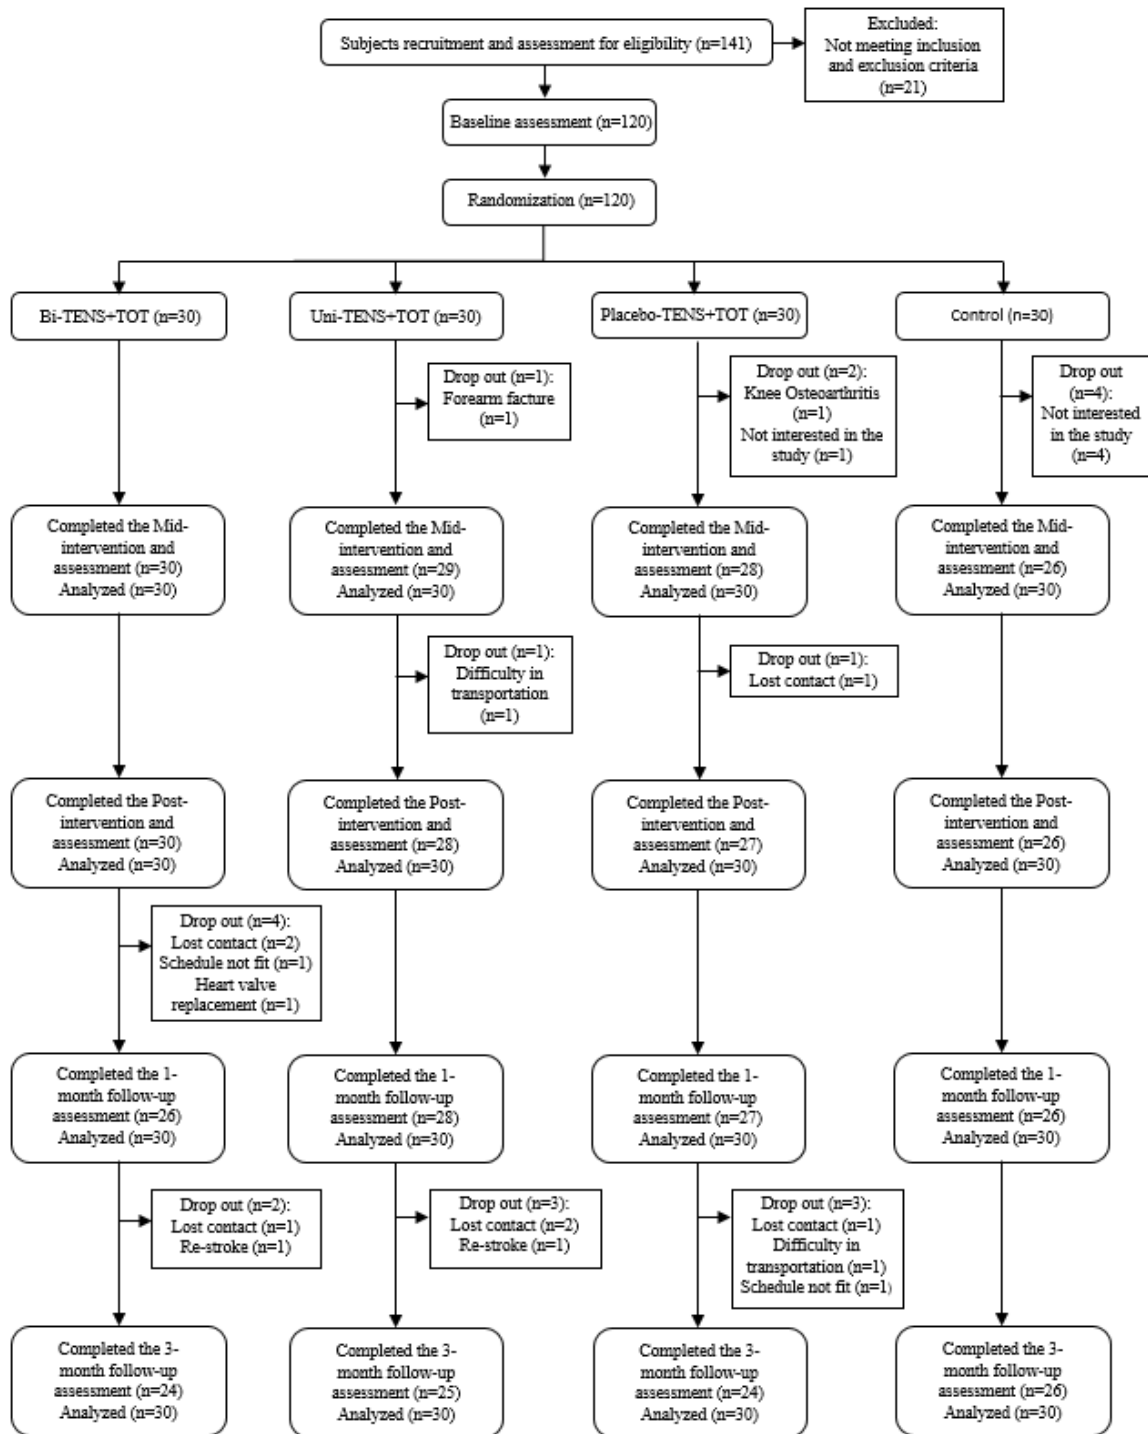 Subjects recruitment and assessment for eligibility (n=141)
Excluded:
Not meeting inclusion
and exclusion criteria
(n=21)
Baseline assessment (n=120)
Randomization (n=120)
Bi-TENS+TOT (n=30)
Uni-TENS+TOT (n=30)
Placebo-TENS+TOT (n=30)
Control (n=30)
Drop out (n=1):
Forearm facture
(n=1)
Drop out (n=2):
Knee Osteoarthritis
(n=1)
Not interested in the
study (n=1)
Drop out
(n=4):
Not interested
in the study
(n=4)
Completed the Mid-
intervention and
assessment (n=30)
Analyzed (n=30)
Completed the Mid-
intervention and
assessment (n=29)
Analyzed (n=30)
Completed the Mid-
intervention and
assessment (n=28)
Analyzed (n=30)
Completed the Mid-
intervention and
assessment (n=26)
Analyzed (n=30)
Drop out (n=1):
Difficulty in
transportation
(n=1)
Drop out (n=1):
Lost contact (n=1)
Completed the Post-
intervention and
assessment (n=30)
Analyzed (n=30)
Completed the Post-
intervention and
assessment (n=28)
Analyzed (n=30)
Completed the Post-
intervention and
assessment (n=27)
Analyzed (n=30)
Completed the Post-
intervention and
assessment (n=26)
Analyzed (n=30)
Drop out (n=4):
Lost contact (n=2)
Schedule not fit (n=1)
Heart valve
replacement (n=1)
Completed the 1-
month follow-up
assessment (n=26)
Analyzed (n=30)
Completed the 1-
month follow-up
assessment (n=28)
Analyzed (n=30)
Completed the 1-
month follow-up
assessment (n=27)
Analyzed (n=30)
Completed the 1-
month follow-up
assessment (n=26)
Analyzed (n=30)
Drop out (n=2):
Lost contact (n=1)
Re-stroke (n=1)
Drop out (n=3):
Lost contact (n=2)
Re-stroke (n=1)
Drop out (n=3):
Lost contact (n=1)
Difficulty in
transportation (n=1)
Schedule not fit (n=1)
Completed the 3-
month follow-up
assessment (n=24)
Analyzed (n=30)
Completed the 3-
month follow-up
assessment (n=25)
Analyzed (n=30)
Completed the 3-
month follow-up
assessment (n=24)
Analyzed (n=30)
Completed the 3-
month follow-up
assessment (n=26)
Analyzed (n=30)